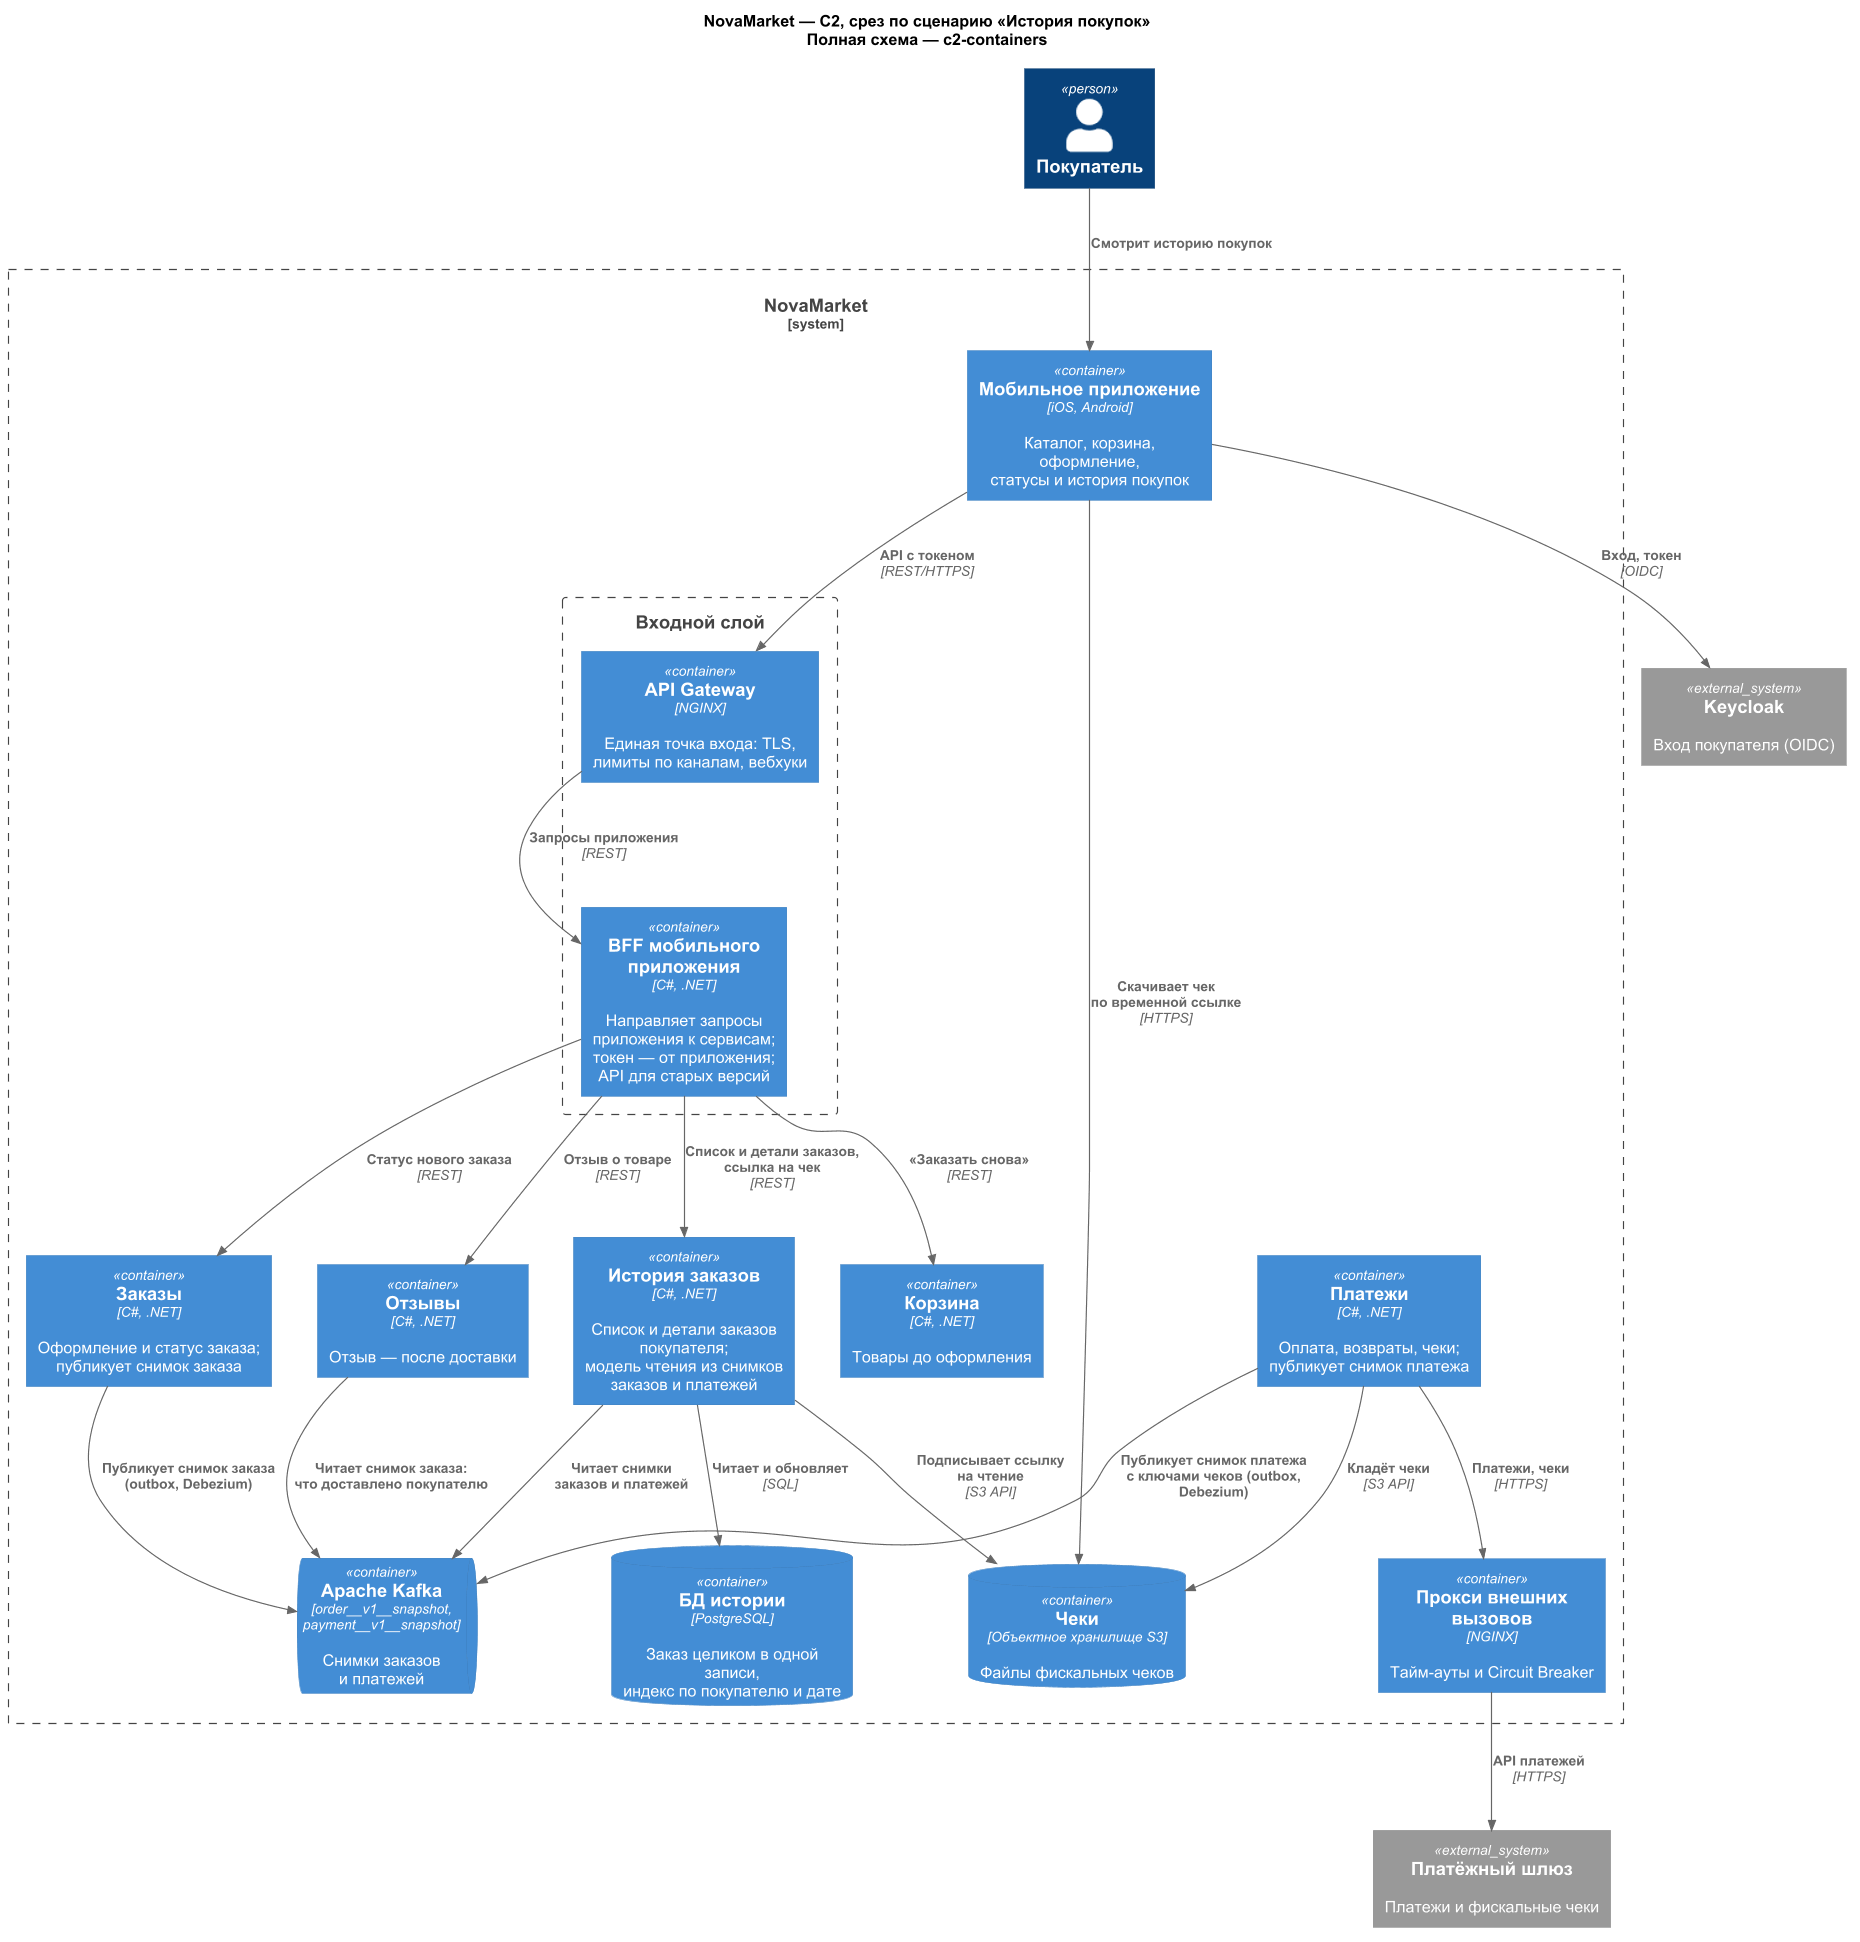 NovaMarket — C2, срез по сценарию «История покупок»
Полная схема — c2-containers
«person»
Покупатель
Смотрит историю покупок
NovaMarket
[system]
«container»
Мобильное приложение
[iOS, Android]
Каталог, корзина,
оформление,
статусы и история покупок
API с токеном
[REST/HTTPS]
Вход, токен
[OIDC]
Входной слой
«container»
API Gateway
[NGINX]
Единая точка входа: TLS,
лимиты по каналам, вебхуки
«external_system»
Keycloak
Вход покупателя (OIDC)
Запросы приложения
[REST]
«container»
BFF мобильного
приложения
[C#, .NET]
Направляет запросы
приложения к сервисам;
токен — от приложения;
API для старых версий
Скачивает чек
по временной ссылке
[HTTPS]
Статус нового заказа
[REST]
Отзыв о товаре
[REST]
Список и детали заказов,
ссылка на чек
[REST]
«Заказать снова»
[REST]
«container»
Заказы
[C#, .NET]
Оформление и статус заказа;
публикует снимок заказа
«container»
Отзывы
[C#, .NET]
Отзыв — после доставки
«container»
История заказов
[C#, .NET]
Список и детали заказов
покупателя;
модель чтения из снимков
заказов и платежей
«container»
Корзина
[C#, .NET]
Товары до оформления
«container»
Платежи
[C#, .NET]
Оплата, возвраты, чеки;
публикует снимок платежа
Публикует снимок заказа
(outbox, Debezium)
Читает снимок заказа:
что доставлено покупателю
Читает снимки
заказов и платежей
Читает и обновляет
[SQL]
Подписывает ссылку
на чтение
[S3 API]
Публикует снимок платежа
с ключами чеков (outbox,
Debezium)
Кладёт чеки
[S3 API]
Платежи, чеки
[HTTPS]
«container»
Apache Kafka
[order__v1__snapshot,
payment__v1__snapshot]
Снимки заказов
и платежей
«container»
БД истории
[PostgreSQL]
Заказ целиком в одной
записи,
индекс по покупателю и дате
«container»
Чеки
[Объектное хранилище S3]
Файлы фискальных чеков
«container»
Прокси внешних
вызовов
[NGINX]
Тайм-ауты и Circuit Breaker
API платежей
[HTTPS]
«external_system»
Платёжный шлюз
Платежи и фискальные чеки